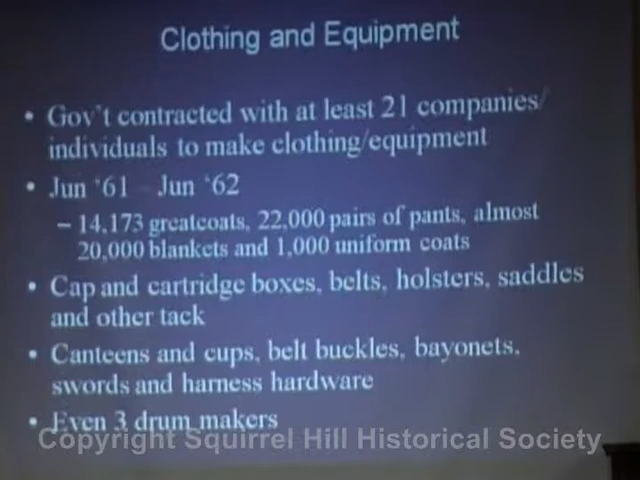 Clothing and Equipment
• Gov't contracted with at least 21 companies/
individuals to make clothing/equipment
• Jun '61 – Jun '62
– 14,173 greatcoats, 22,000 pairs of pants, almost
20,000 blankets and 1,000 uniform coats
• Cap and cartridge boxes, belts, holsters, saddles
and other tack
• Canteens and cups, belt buckles, bayonets,
swords and harness hardware
• Even 3 drum makers
Copyright Squirrel Hill Historical Society